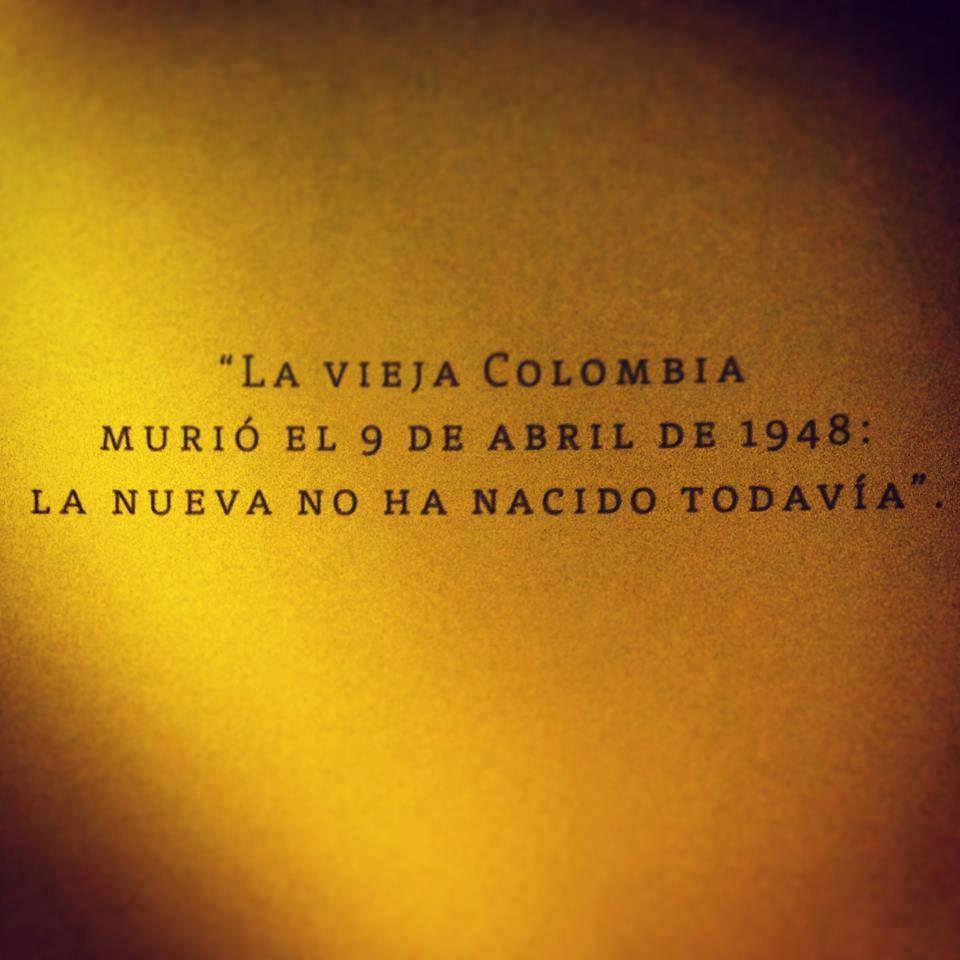 “La vieja Colombia
murió el 9 de abril de 1948:
la nueva no ha nacido todavía”.